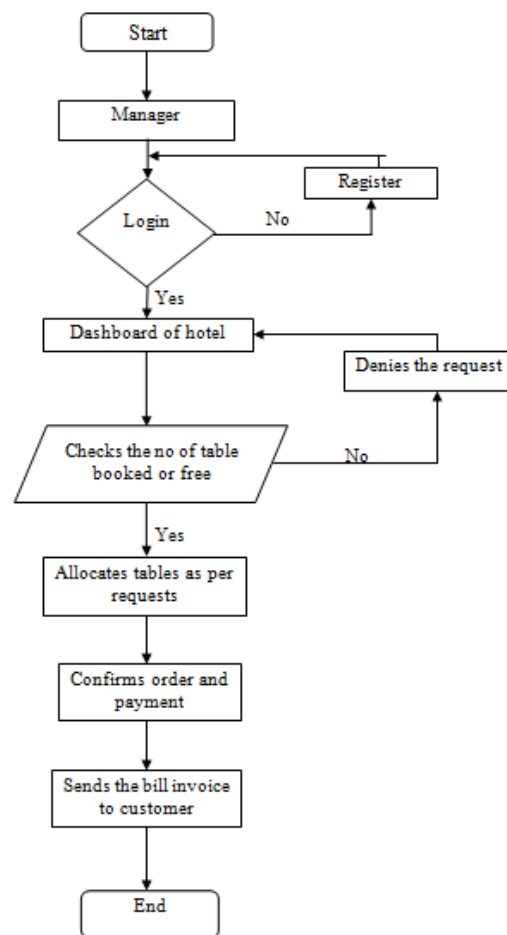 Start
Manager
Register
Login
No
Yes
Dashboard of hotel
Denies the request
Checks the no of table
booked or free
No
Yes
Allocates tables as per
requests
Confirms order and
payment
Sends the bill invoice
to customer
End